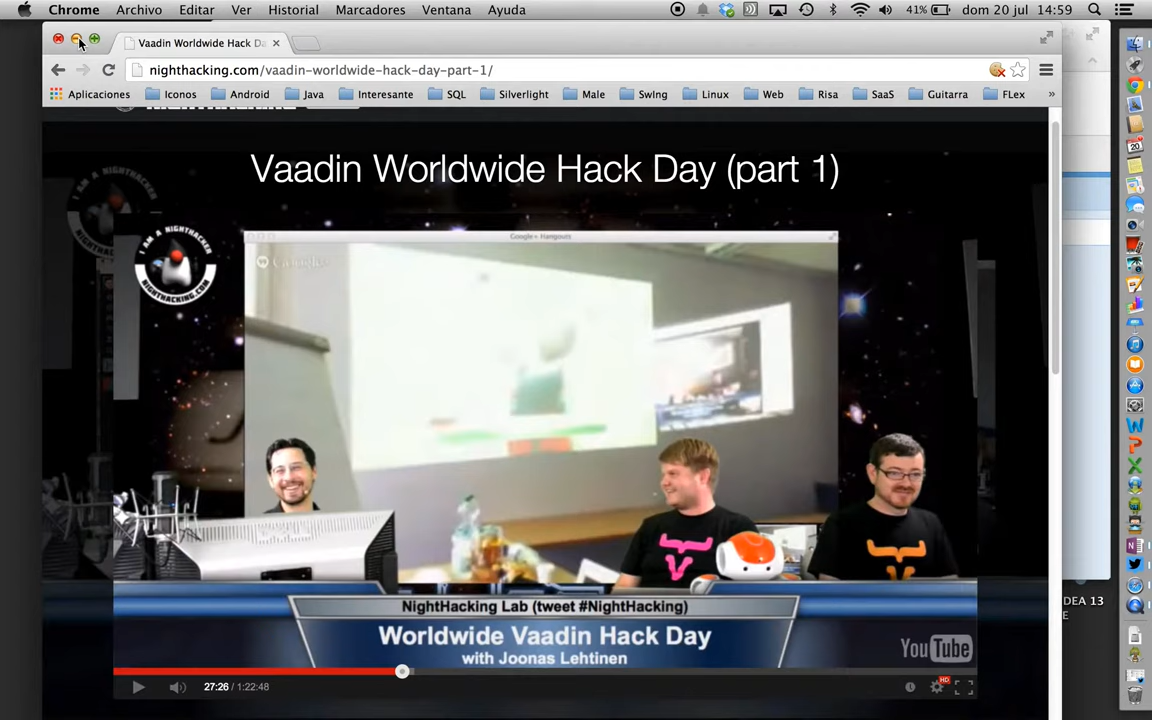 Chrome Archivo Editar Ver Historial Marcadores Ventana Ayuda 41% dom 20 jul 14:59
Vaadin Worldwide Hack Da
nighthacking.com/vaadin-worldwide-hack-day-part-1/
Aplicaciones Iconos Android Java Interesante SQL Silverlight Male SwIng Linux Web Risa SaaS Guitarra FLex »
Vaadin Worldwide Hack Day (part 1)
Google+ Hangouts
I AM A NIGHTHACKER
NIGHTHACKING.COM
NightHacking Lab (tweet #NightHacking)
Worldwide Vaadin Hack Day
with Joonas Lehtinen
YouTube
27:26 / 1:22:48
HD
DEA 13
E
20